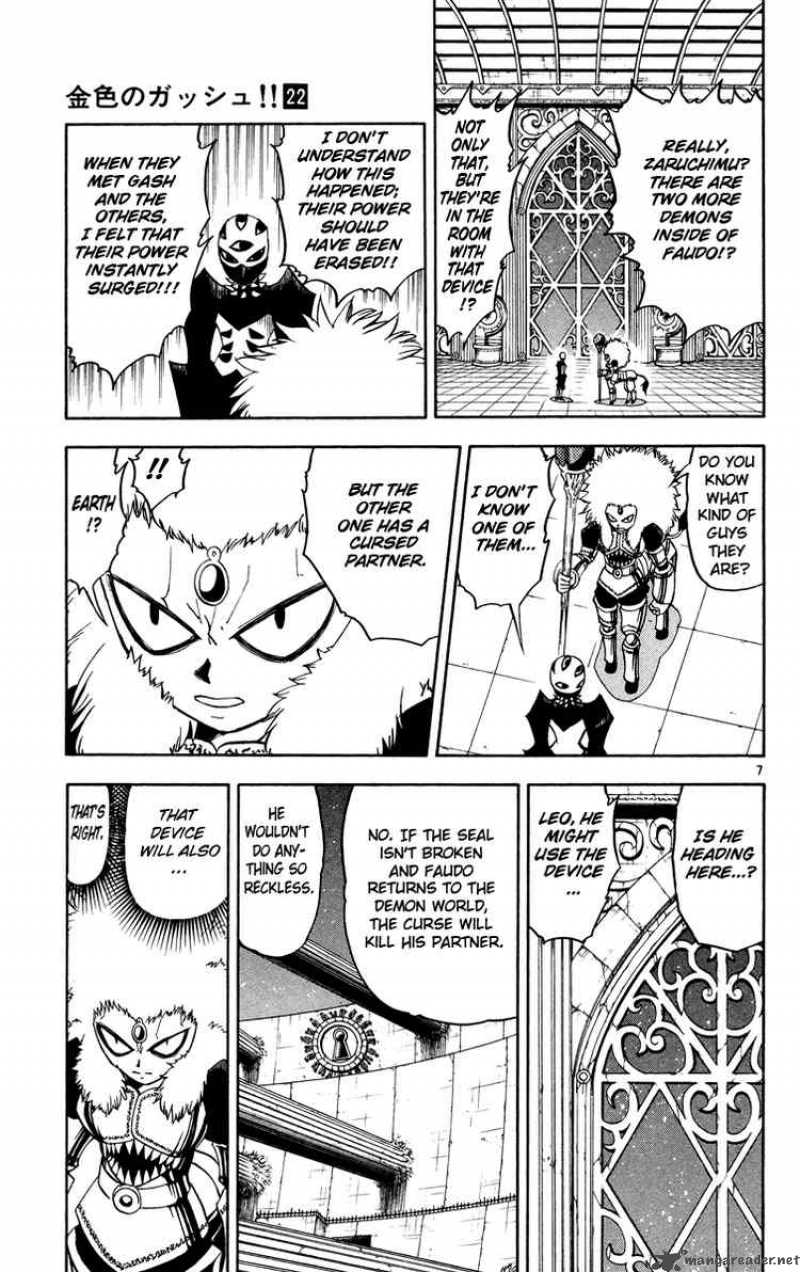 金色のガッシュ!! 22
REALLY,
ZARUCHIMU?
THERE ARE
TWO MORE
DEMONS
INSIDE OF
FAUDO!?
NOT
ONLY
THAT,
BUT
THEY'RE
IN THE
ROOM
WITH
THAT
DEVICE
!?
I DON'T
UNDERSTAND
HOW THIS
HAPPENED;
THEIR POWER
SHOULD
HAVE BEEN
ERASED!!
WHEN THEY
MET GASH
AND THE
OTHERS,
I FELT THAT
THEIR POWER
INSTANTLY
SURGED!!!
DO YOU
KNOW
WHAT
KIND OF
GUYS
THEY
ARE?
I DON'T
KNOW
ONE OF
THEM...
BUT THE
OTHER
ONE HAS A
CURSED
PARTNER.
!!
EARTH
!?
7
IS HE
HEADING
HERE...?
LEO, HE
MIGHT
USE THE
DEVICE
...
NO. IF THE SEAL
ISN'T BROKEN
AND FAUDO
RETURNS TO THE
DEMON WORLD,
THE CURSE WILL
KILL HIS PARTNER.
HE
WOULDN'T
DO ANY-
THING SO
RECKLESS.
THAT
DEVICE
WILL ALSO
...
THAT'S
RIGHT.
mangareader.net